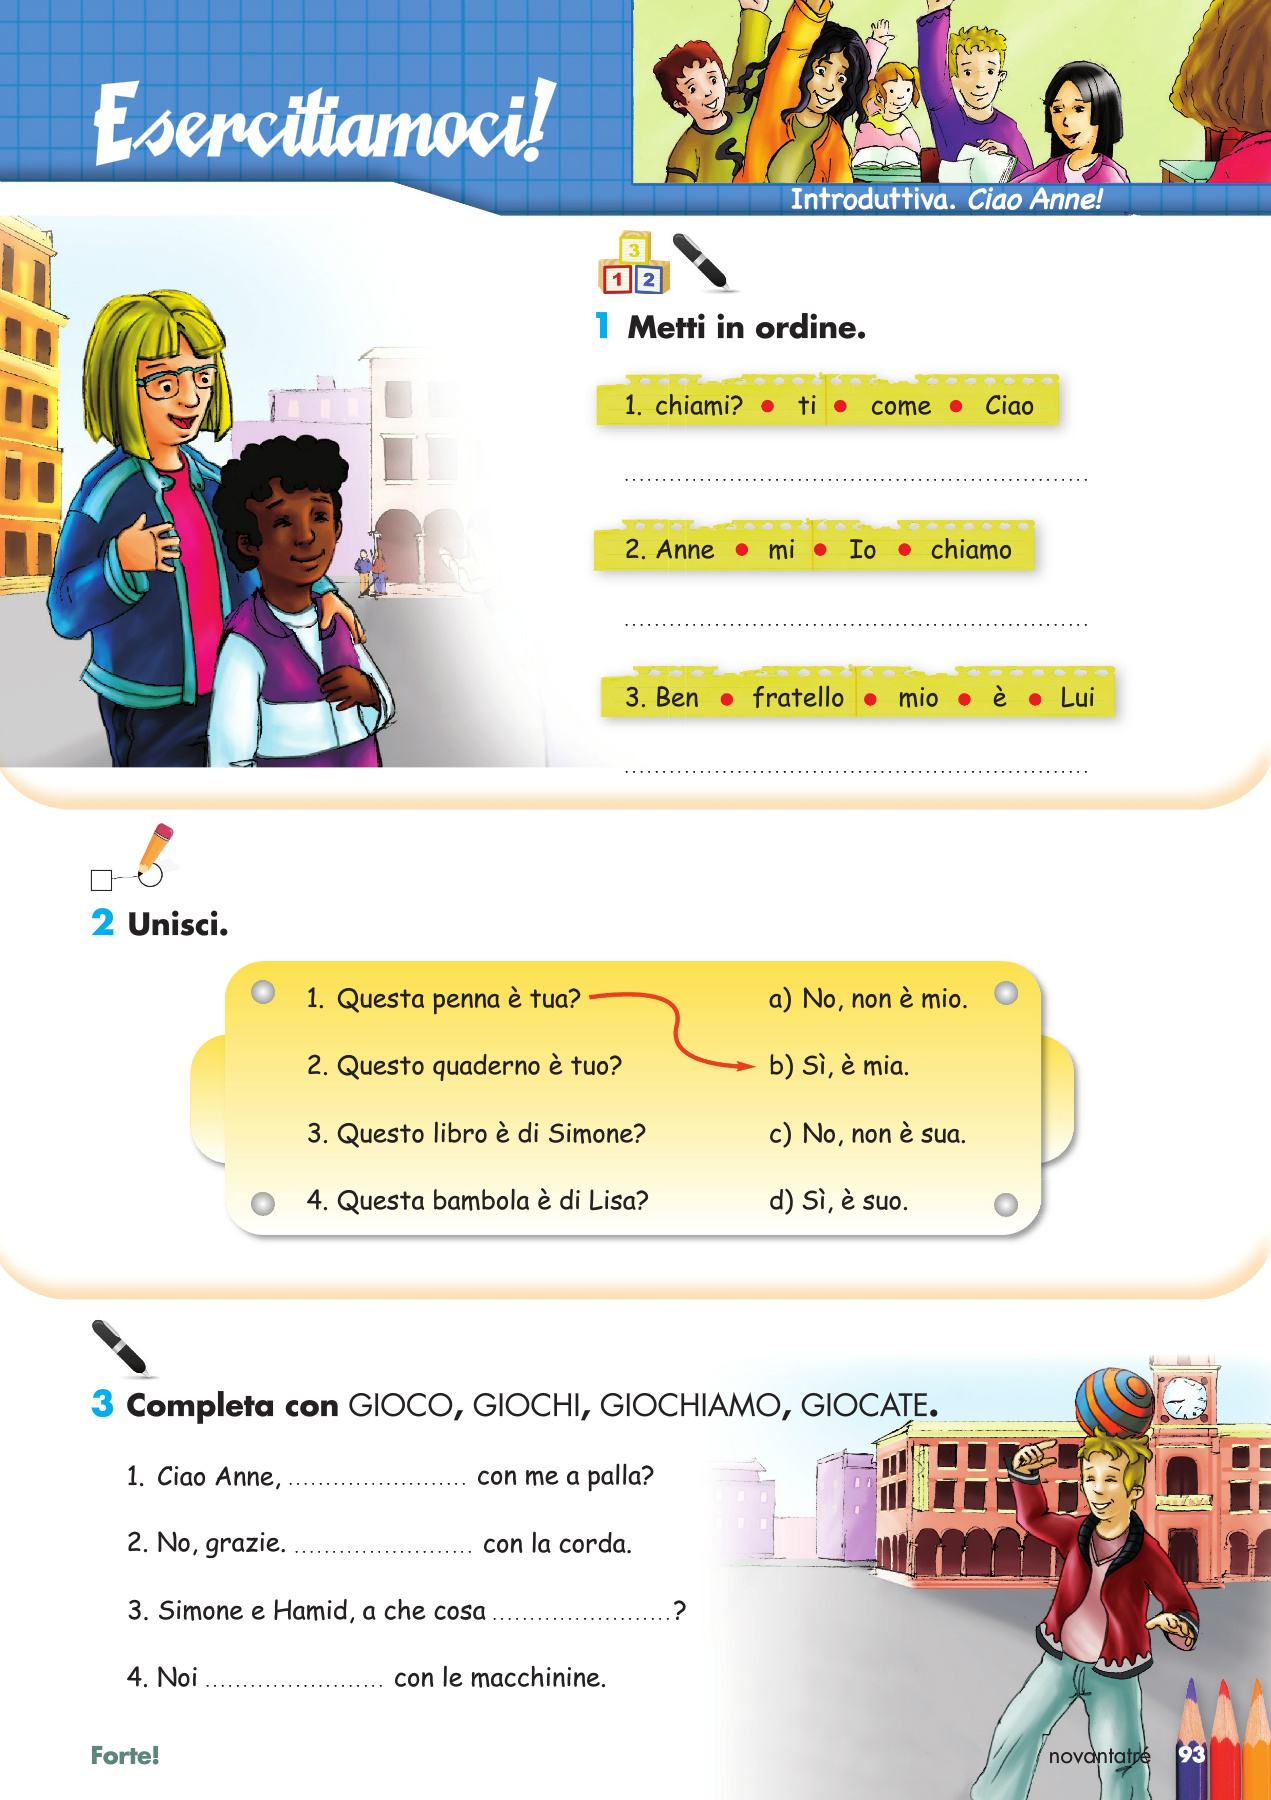 Esercitiamoci!
Introduttiva. Ciao Anne!
3
1 2
1 Metti in ordine.
1. chiami? • ti • come • Ciao
2. Anne • mi • Io • chiamo
3. Ben • fratello • mio • è • Lui
2 Unisci.
1. Questa penna è tua? a) No, non è mio.
2. Questo quaderno è tuo? b) Sì, è mia.
3. Questo libro è di Simone? c) No, non è sua.
4. Questa bambola è di Lisa? d) Sì, è suo.
3 Completa con GIOCO, GIOCHI, GIOCHIAMO, GIOCATE.
1. Ciao Anne, ........................ con me a palla?
2. No, grazie. ........................ con la corda.
3. Simone e Hamid, a che cosa ........................?
4. Noi ........................ con le macchinine.
Forte!
novantatré 93